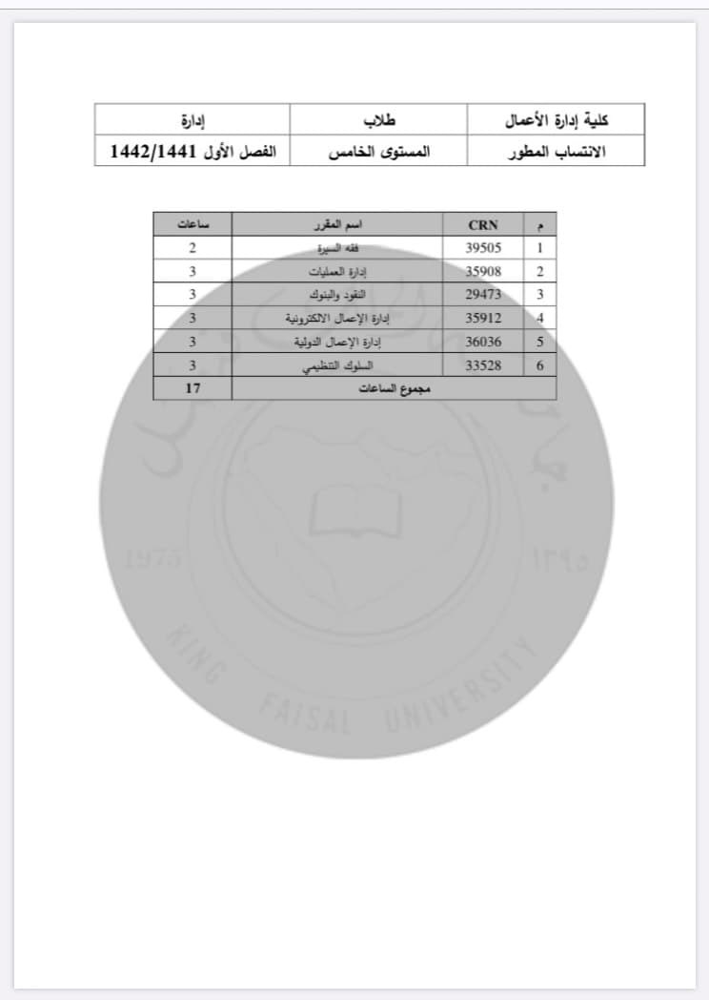 كلية إدارة الأعمال طلاب إدارة
الانتساب المطور المستوى الخامس الفصل الأول 1442/1441
م CRN اسم المقرر ساعات
1 39505 فقه السيرة 2
2 35908 إدارة العمليات 3
3 29473 النقود والبنوك 3
4 35912 إدارة الإعمال الالكترونية 3
5 36036 إدارة الإعمال الدولية 3
6 33528 السلوك التنظيمي 3
مجموع الساعات 17
جامعة الملك فيصل
1975 ١٣٩٥
KING FAISAL UNIVERSITY